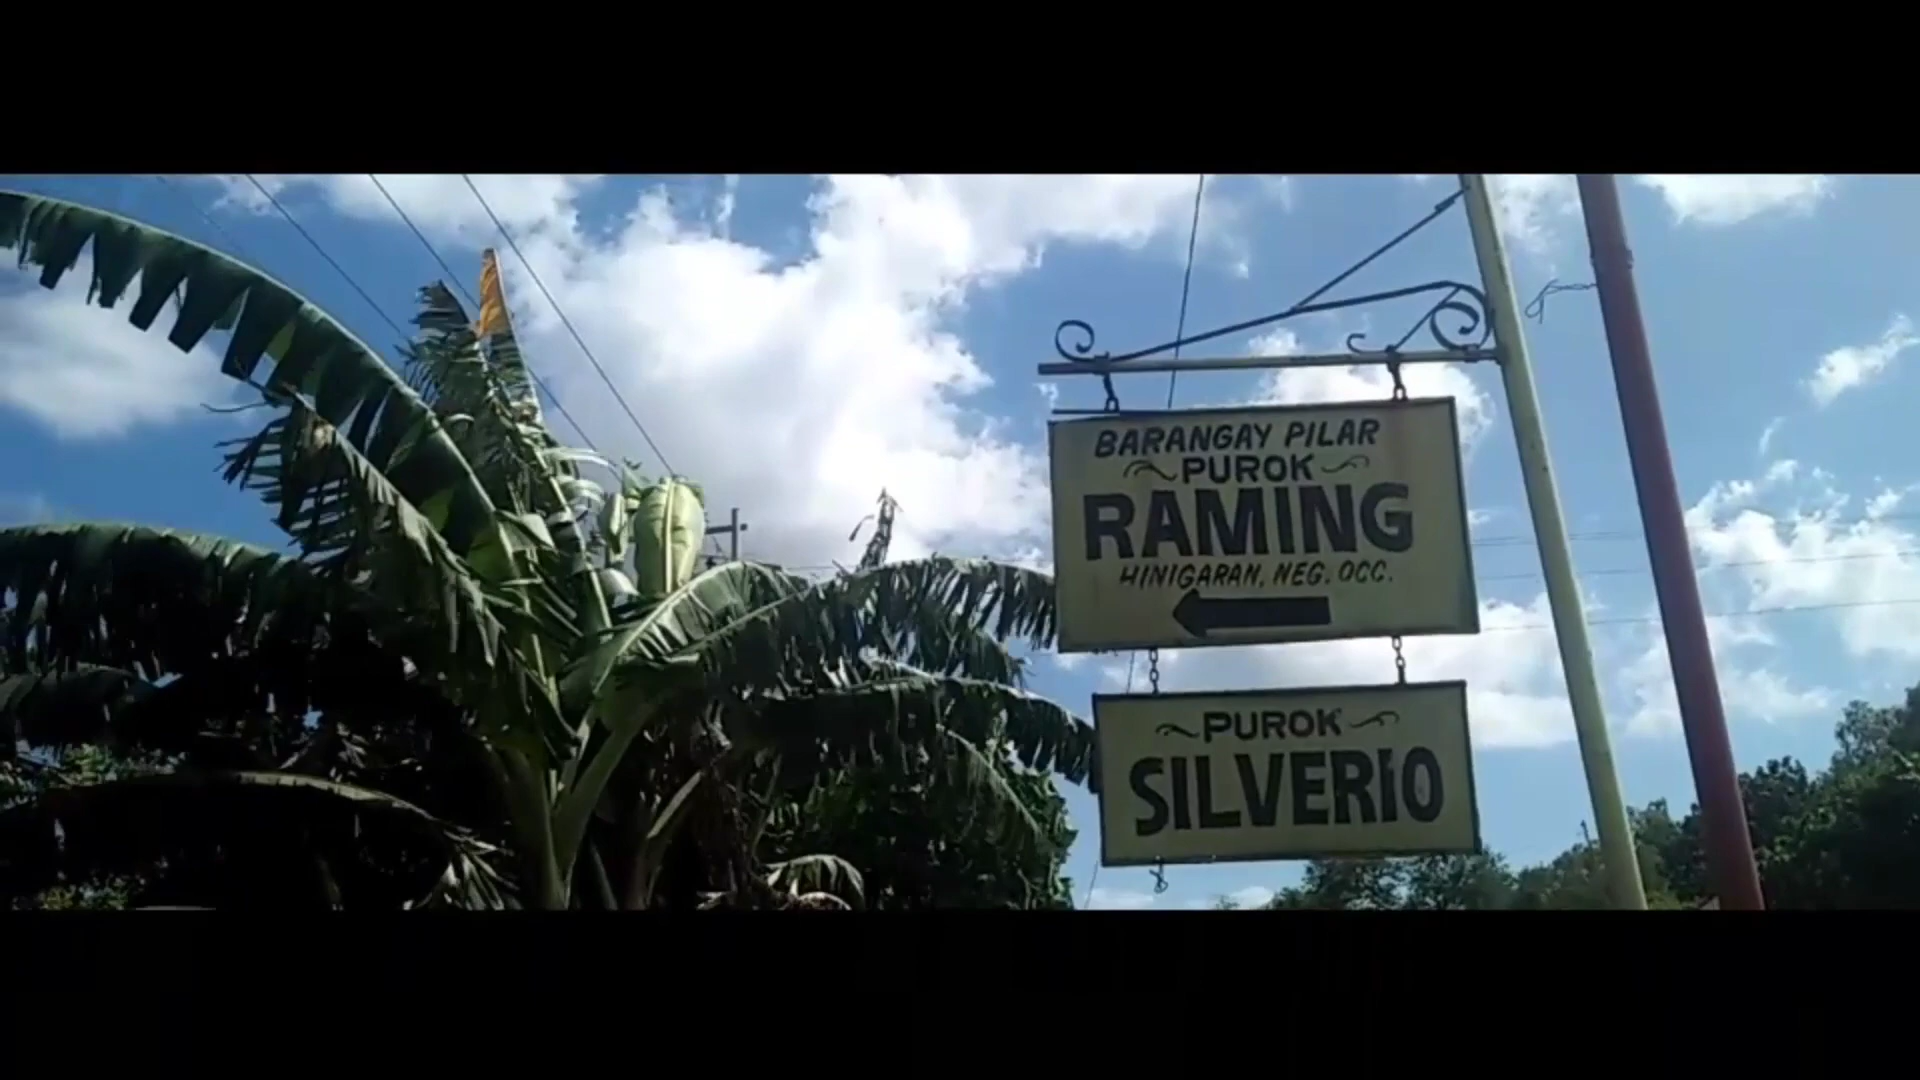 BARANGAY PILAR
PUROK
RAMING
HINIGARAN, NEG. OCC.
PUROK
SILVERIO